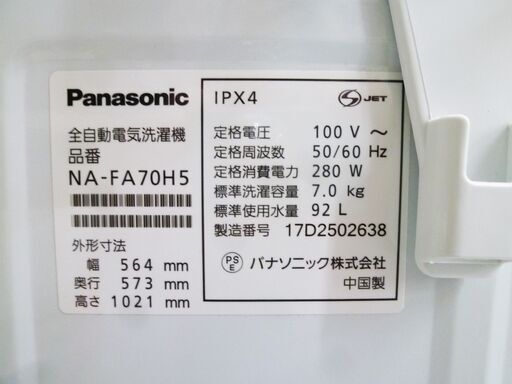 Panasonic
全自動電気洗濯機
品番
NA-FA70H5
外形寸法
幅 564 mm
奥行 573 mm
高さ 1021 mm
IPX4
S JET
定格電圧 100 V ~
定格周波数 50/60 Hz
定格消費電力 280 W
標準洗濯容量 7.0 kg
標準使用水量 92 L
製造番号 17D2502638
PS
E
パナソニック株式会社
中国製